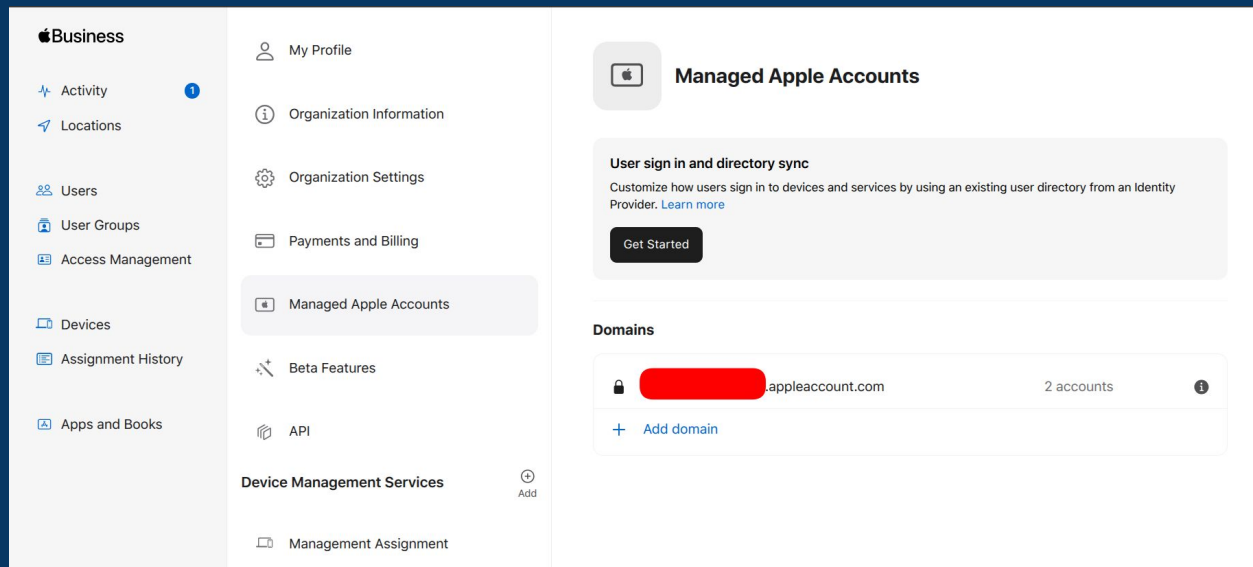 Business
Activity
1
Locations
Users
User Groups
Access Management
Devices
Assignment History
Apps and Books
My Profile
Organization Information
Organization Settings
Payments and Billing
Managed Apple Accounts
Beta Features
API
Device Management Services
Add
Management Assignment
Managed Apple Accounts
User sign in and directory sync
Customize how users sign in to devices and services by using an existing user directory from an Identity
Provider. Learn more
Get Started
Domains
.appleaccount.com
2 accounts
Add domain